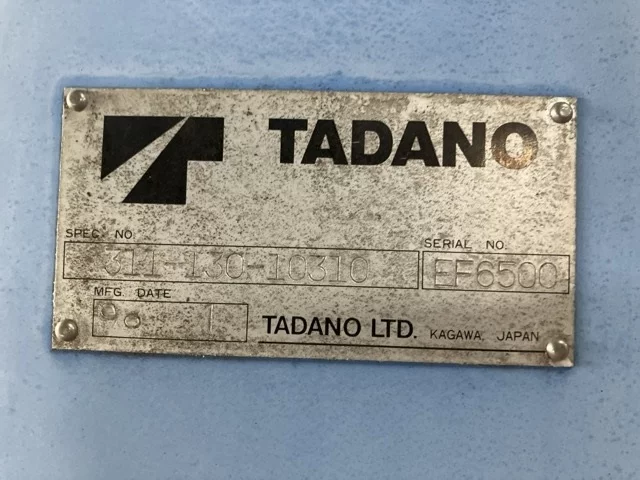 TADANO
SPEC. NO.
311-130-10310
SERIAL NO.
EF6500
MFG. DATE
TADANO LTD. KAGAWA, JAPAN